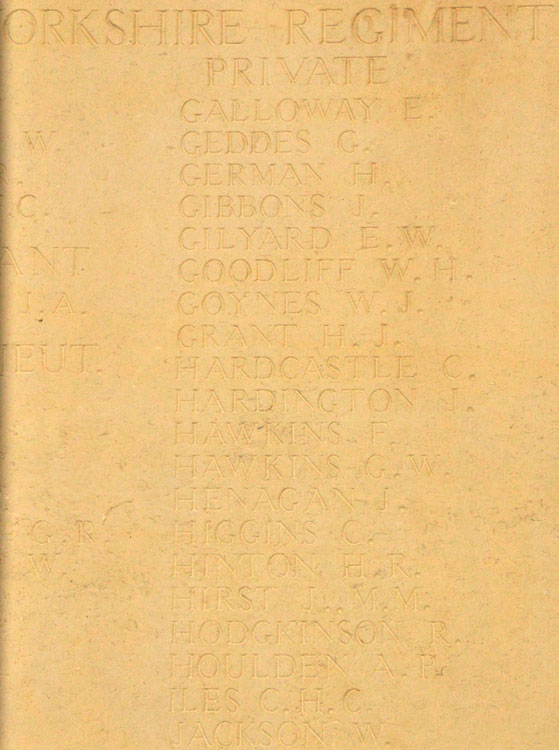 ORKSHIRE REGIMENT
W.
C.
ANT
J.A.
IEUT.
G.R
W.
PRIVATE
GALLOWAY E.
GEDDES G.
GERMAN H.
GIBBONS J.
GILYARD E.W.
GOODLIFF W.H.
GOYNES W.J.
GRANT H.J.
HARDCASTLE C.
HARDINGTON J.
HAWKINS F.
HAWKINS G.W.
HENAGAN J.
HIGGINS C.
HINTON H.R.
HIRST J., M.M.
HODGKINSON R.
HOULDEN A.P.
ILES C.H.C.
JACKSON W.